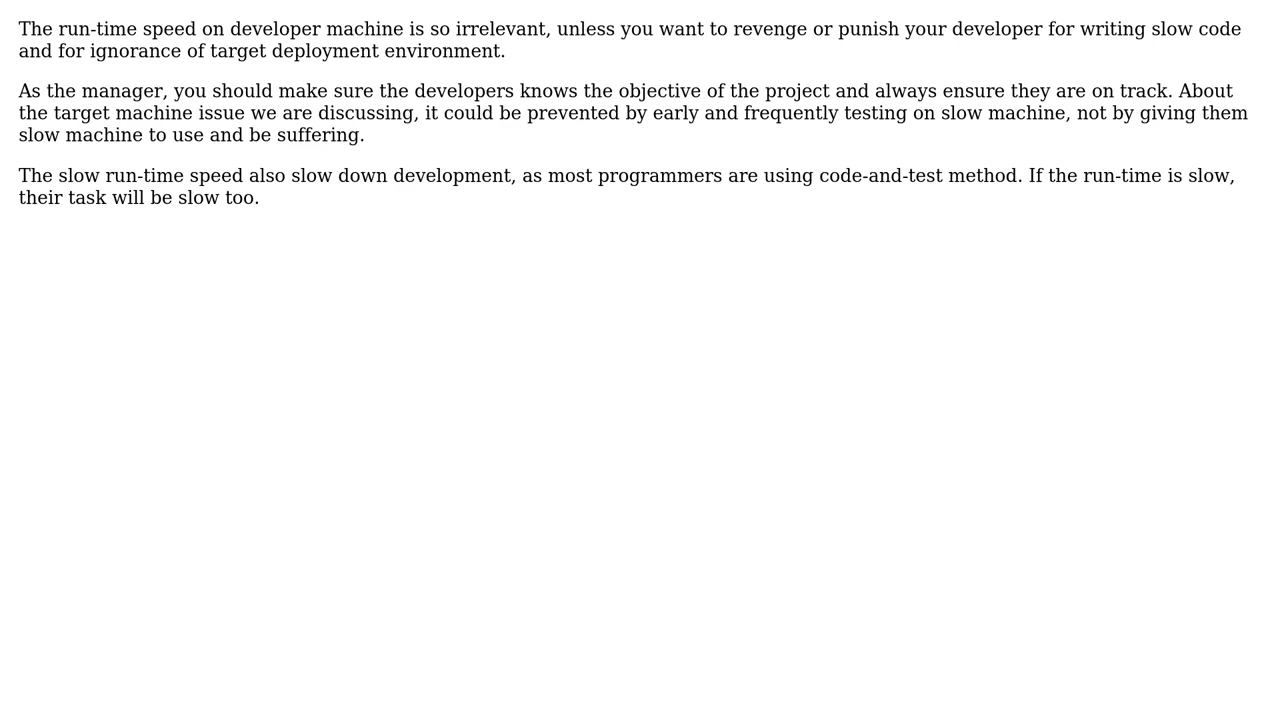 The run-time speed on developer machine is so irrelevant, unless you want to revenge or punish your developer for writing slow code
and for ignorance of target deployment environment.
As the manager, you should make sure the developers knows the objective of the project and always ensure they are on track. About
the target machine issue we are discussing, it could be prevented by early and frequently testing on slow machine, not by giving them
slow machine to use and be suffering.
The slow run-time speed also slow down development, as most programmers are using code-and-test method. If the run-time is slow,
their task will be slow too.